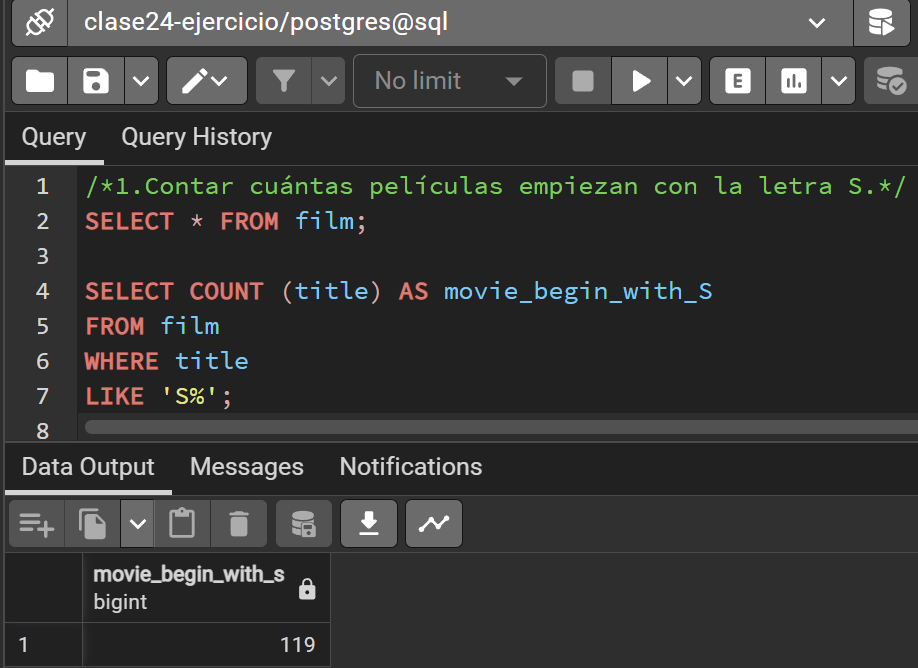 clase24-ejercicio/postgres@sql
No limit
E
Query Query History
1 /*1.Contar cuántas películas empiezan con la letra S.*/
2 SELECT * FROM film;
3
4 SELECT COUNT (title) AS movie_begin_with_S
5 FROM film
6 WHERE title
7 LIKE 'S%';
8
Data Output Messages Notifications
movie_begin_with_s
bigint
1 119